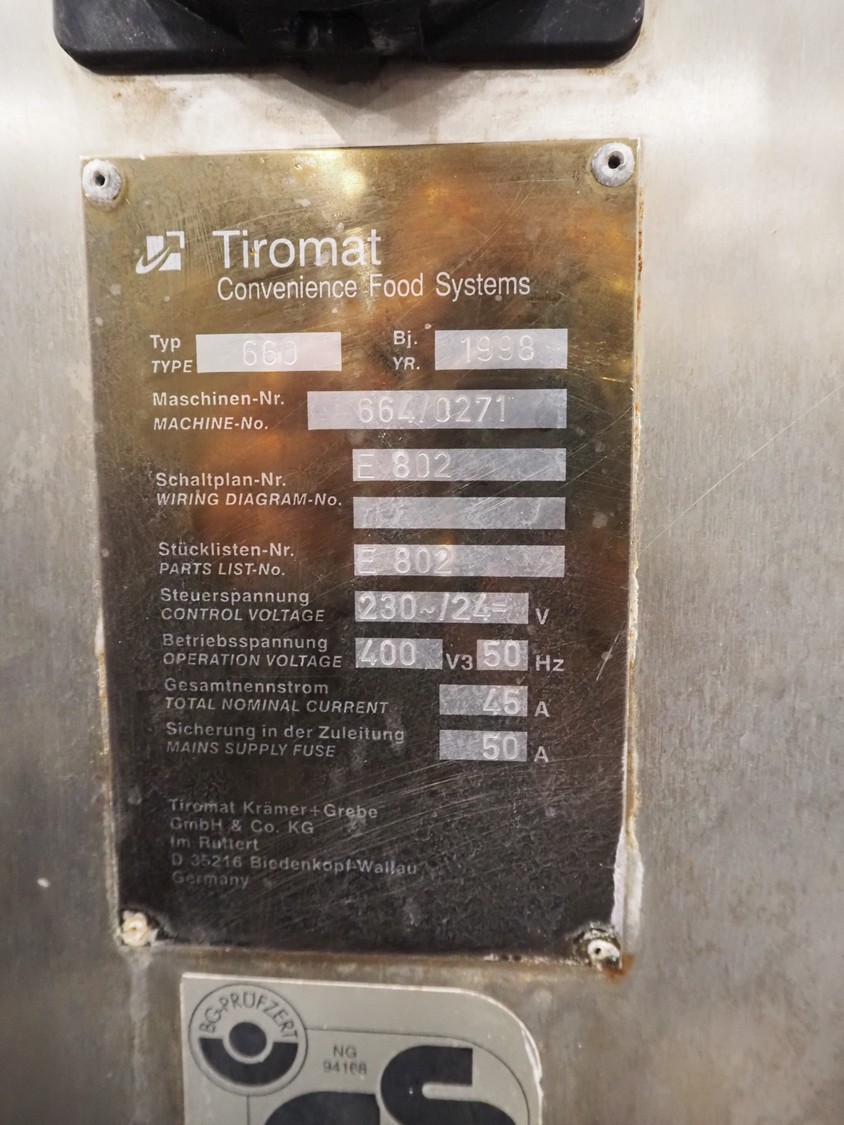 Tiromat
Convenience Food Systems
Typ 660 Bj. 1998
TYPE YR.
Maschinen-Nr. 664/0271
MACHINE-No.
E 802
Schaltplan-Nr.
WIRING DIAGRAM-No.
Stücklisten-Nr. E 802
PARTS LIST-No.
Steuerspannung 230~/24= V
CONTROL VOLTAGE
Betriebsspannung 400 V3 50 Hz
OPERATION VOLTAGE
Gesamtnennstrom 45 A
TOTAL NOMINAL CURRENT
Sicherung in der Zuleitung 50 A
MAINS SUPPLY FUSE
Tiromat Krämer+Grebe
GmbH & Co. KG
Im Ruttert
D 35216 Biedenkopf-Wallau
Germany
BG-PRÜFZERT
NG
94168